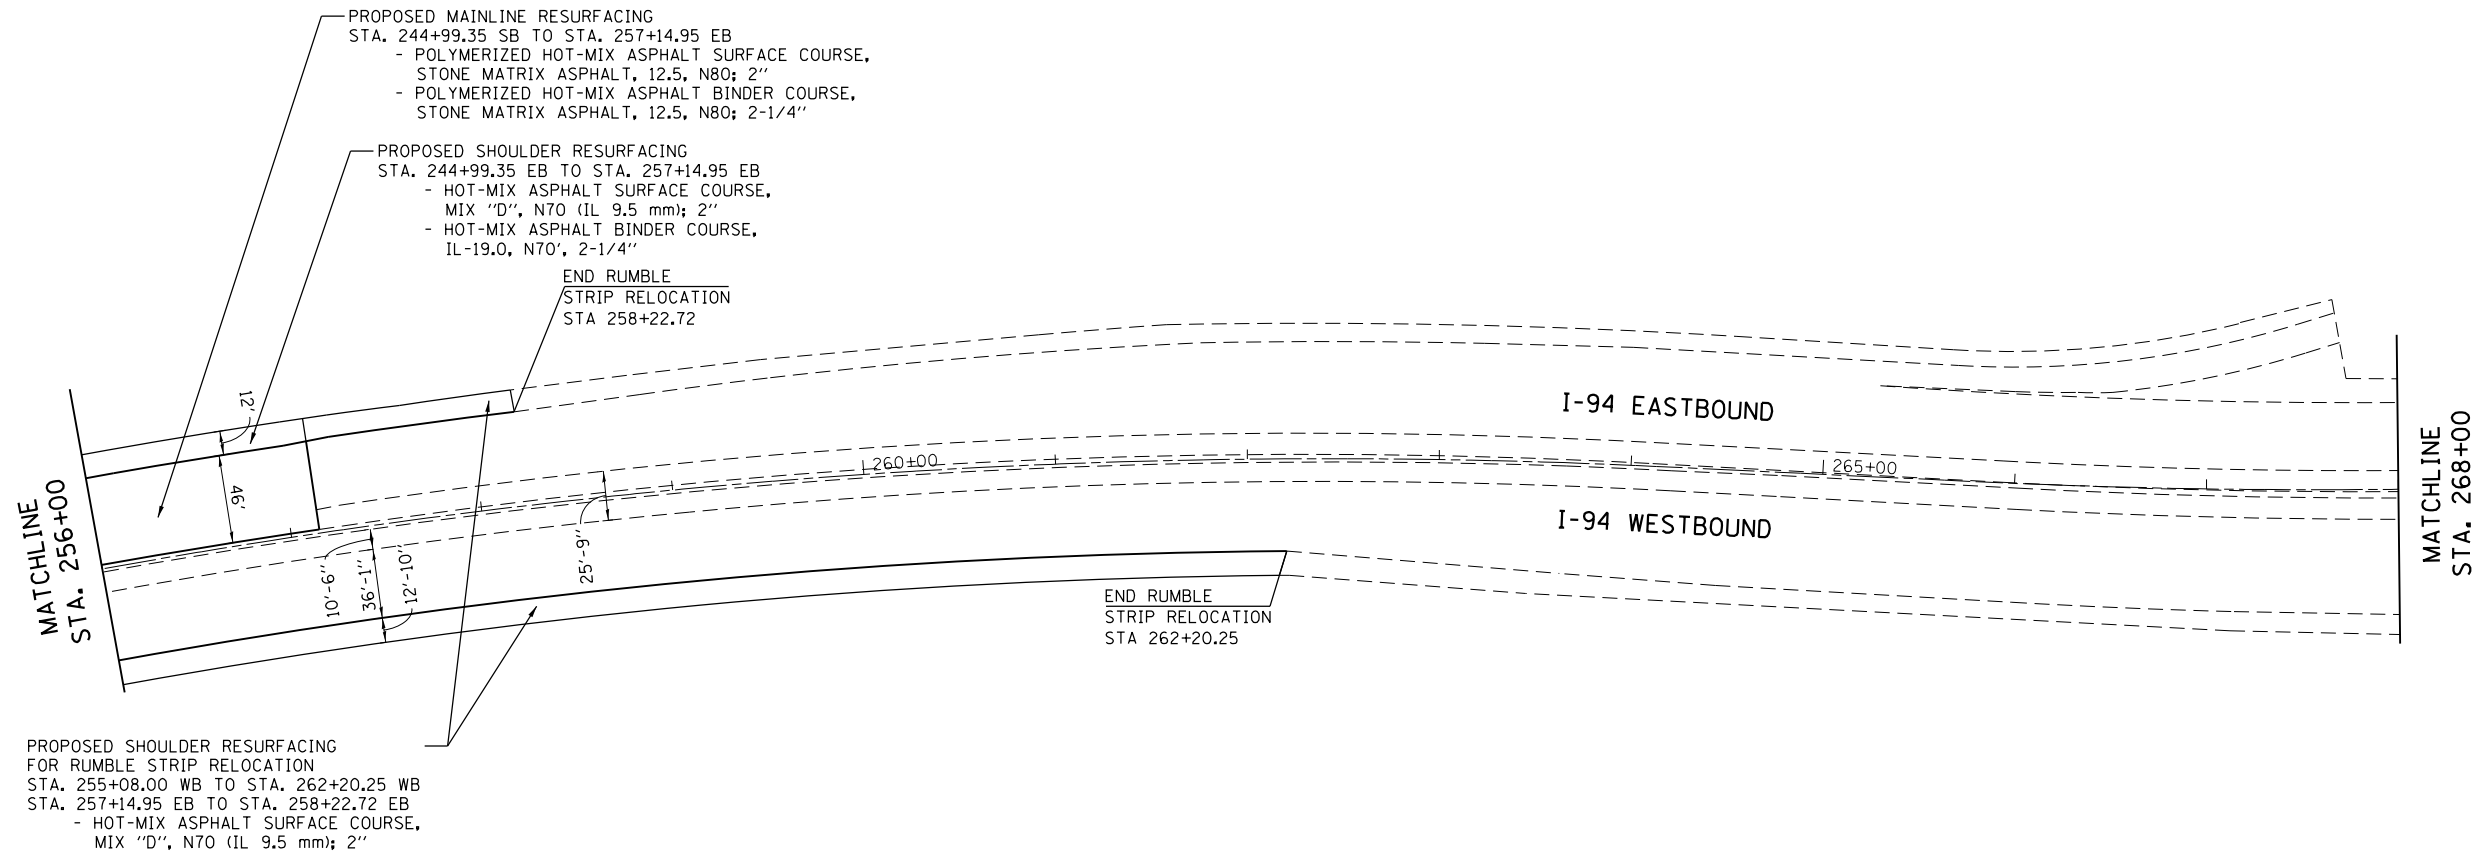 PROPOSED MAINLINE RESURFACING
STA. 244+99.35 SB TO STA. 257+14.95 EB
- POLYMERIZED HOT-MIX ASPHALT SURFACE COURSE,
STONE MATRIX ASPHALT, 12.5, N80; 2''
- POLYMERIZED HOT-MIX ASPHALT BINDER COURSE,
STONE MATRIX ASPHALT, 12.5, N80; 2-1/4''
PROPOSED SHOULDER RESURFACING
STA. 244+99.35 EB TO STA. 257+14.95 EB
- HOT-MIX ASPHALT SURFACE COURSE,
MIX "D", N70 (IL 9.5 mm); 2''
- HOT-MIX ASPHALT BINDER COURSE,
IL-19.0, N70', 2-1/4''
END RUMBLE
STRIP RELOCATION
STA 258+22.72
12'
46'
MATCHLINE
STA. 256+00
10'-6''
36'-1''
12'-10''
25'-9''
260+00
265+00
I-94 EASTBOUND
I-94 WESTBOUND
MATCHLINE
STA. 268+00
END RUMBLE
STRIP RELOCATION
STA 262+20.25
PROPOSED SHOULDER RESURFACING
FOR RUMBLE STRIP RELOCATION
STA. 255+08.00 WB TO STA. 262+20.25 WB
STA. 257+14.95 EB TO STA. 258+22.72 EB
- HOT-MIX ASPHALT SURFACE COURSE,
MIX "D", N70 (IL 9.5 mm); 2''